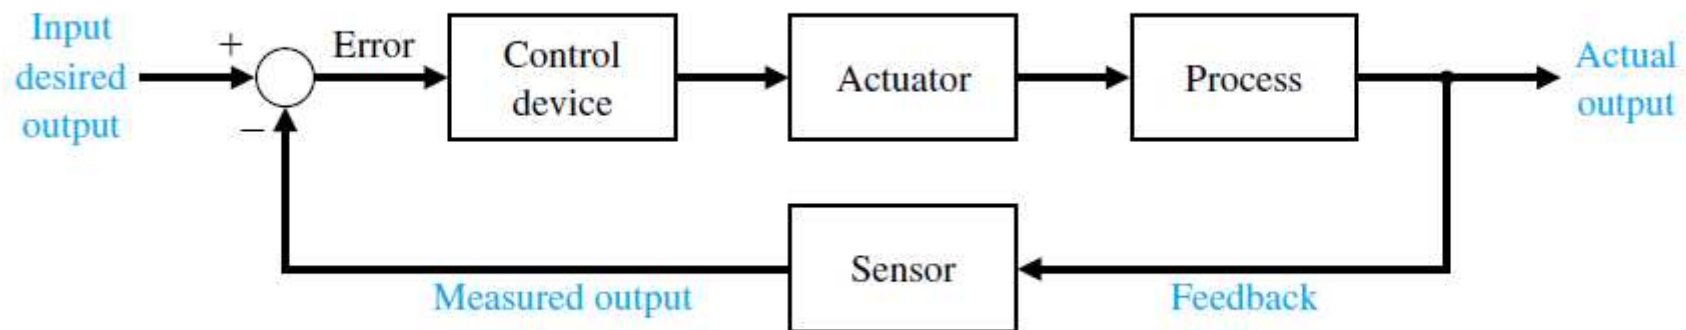 Input
desired
output
+
−
Error
Control
device
Actuator
Process
Actual
output
Sensor
Measured output
Feedback